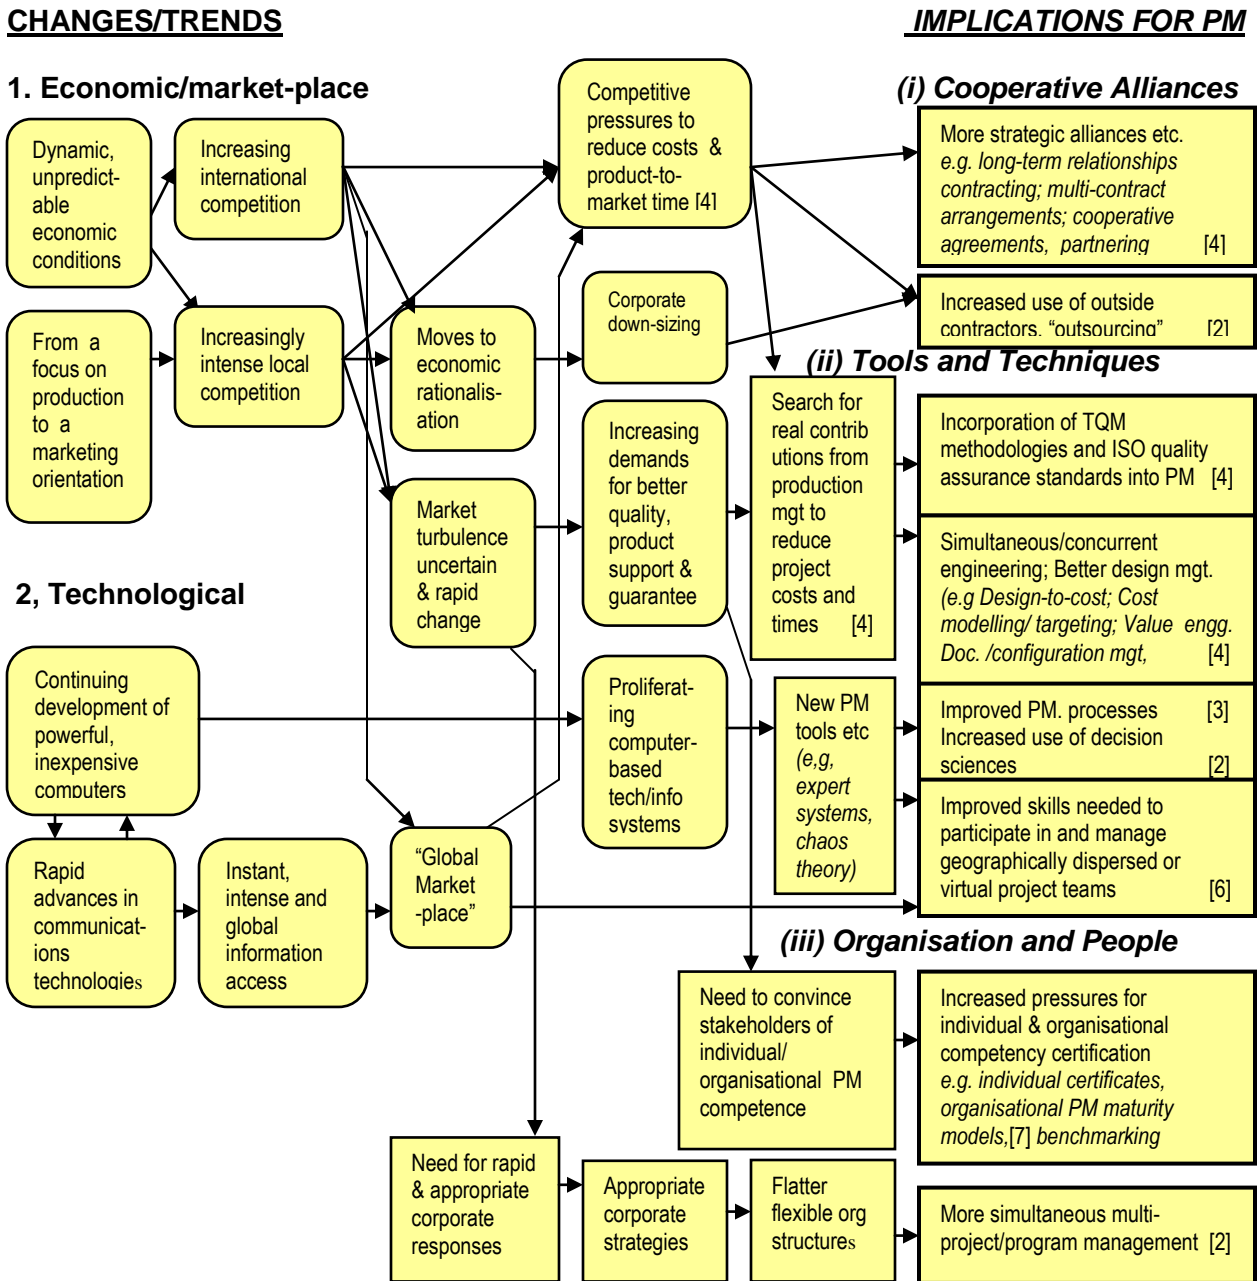 CHANGES/TRENDS
IMPLICATIONS FOR PM
1. Economic/market-place
(i) Cooperative Alliances
Dynamic,
unpredict-
able
economic
conditions
Increasing
international
competition
Competitive
pressures to
reduce costs &
product-to-
market time [4]
More strategic alliances etc.
e.g. long-term relationships
contracting; multi-contract
arrangements; cooperative
agreements, partnering [4]
From a
focus on
production
to a
marketing
orientation
Increasingly
intense local
competition
Moves to
economic
rationalis-
ation
Corporate
down-sizing
Increased use of outside
contractors. “outsourcing” [2]
(ii) Tools and Techniques
Market
turbulence
uncertain
& rapid
change
Increasing
demands
for better
quality,
product
support &
guarantee
Search for
real contrib
utions from
production
mgt to
reduce
project
costs and
times [4]
Incorporation of TQM
methodologies and ISO quality
assurance standards into PM [4]
Simultaneous/concurrent
engineering; Better design mgt.
(e.g Design-to-cost; Cost
modelling/ targeting; Value engg.
Doc. /configuration mgt, [4]
2, Technological
Continuing
development of
powerful,
inexpensive
computers
Proliferat-
ing
computer-
based
tech/info
systems
New PM
tools etc
(e,g,
expert
systems,
chaos
theory)
Improved PM. processes [3]
Increased use of decision
sciences [2]
Improved skills needed to
participate in and manage
geographically dispersed or
virtual project teams [6]
Rapid
advances in
communicat-
ions
technologies
Instant,
intense and
global
information
access
“Global
Market
-place”
(iii) Organisation and People
Need to convince
stakeholders of
individual/
organisational PM
competence
Increased pressures for
individual & organisational
competency certification
e.g. individual certificates,
organisational PM maturity
models,[7] benchmarking
Need for rapid
& appropriate
corporate
responses
Appropriate
corporate
strategies
Flatter
flexible org
structures
More simultaneous multi-
project/program management [2]